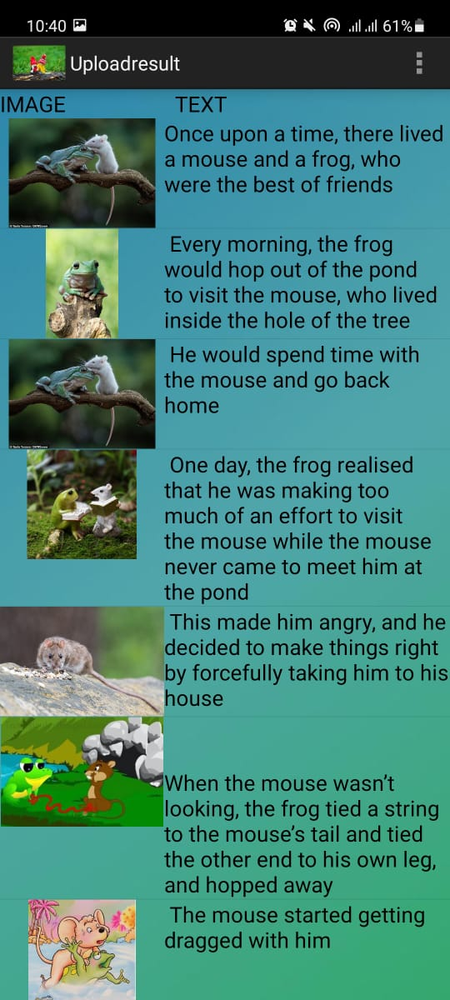 10:40
61%
Uploadresult
IMAGE TEXT
Once upon a time, there lived
a mouse and a frog, who
were the best of friends
Every morning, the frog
would hop out of the pond
to visit the mouse, who lived
inside the hole of the tree
He would spend time with
the mouse and go back
home
One day, the frog realised
that he was making too
much of an effort to visit
the mouse while the mouse
never came to meet him at
the pond
This made him angry, and he
decided to make things right
by forcefully taking him to his
house
When the mouse wasn’t
looking, the frog tied a string
to the mouse’s tail and tied
the other end to his own leg,
and hopped away
The mouse started getting
dragged with him